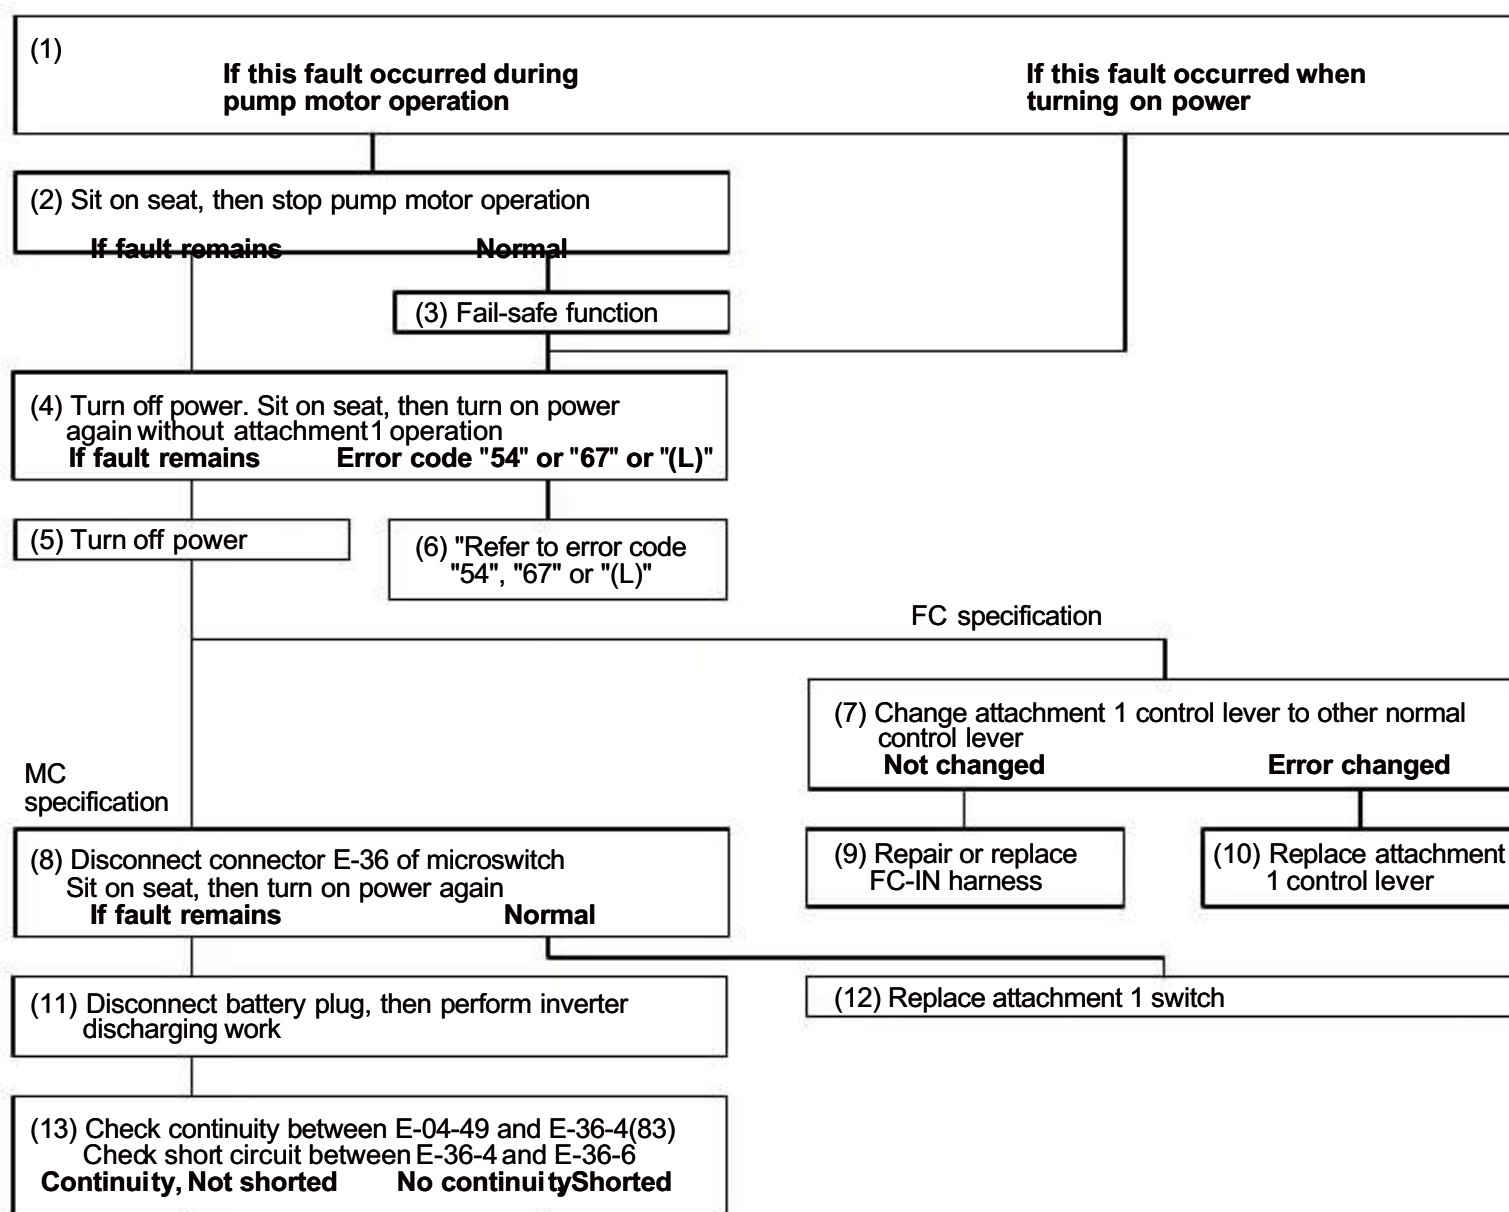 (1)
If this fault occurred during
pump motor operation
If this fault occurred when
turning on power
(2) Sit on seat, then stop pump motor operation
If fault remains Normal
(3) Fail-safe function
(4) Turn off power. Sit on seat, then turn on power
again without attachment 1 operation
If fault remains Error code "54" or "67" or "(L)"
(5) Turn off power
(6) "Refer to error code
"54", "67" or "(L)"
FC specification
(7) Change attachment 1 control lever to other normal
control lever
Not changed Error changed
MC
specification
(8) Disconnect connector E-36 of microswitch
Sit on seat, then turn on power again
If fault remains Normal
(9) Repair or replace
FC-IN harness
(10) Replace attachment
1 control lever
(11) Disconnect battery plug, then perform inverter
discharging work
(12) Replace attachment 1 switch
(13) Check continuity between E-04-49 and E-36-4(83)
Check short circuit between E-36-4 and E-36-6
Continuity, Not shorted No continuity, Shorted